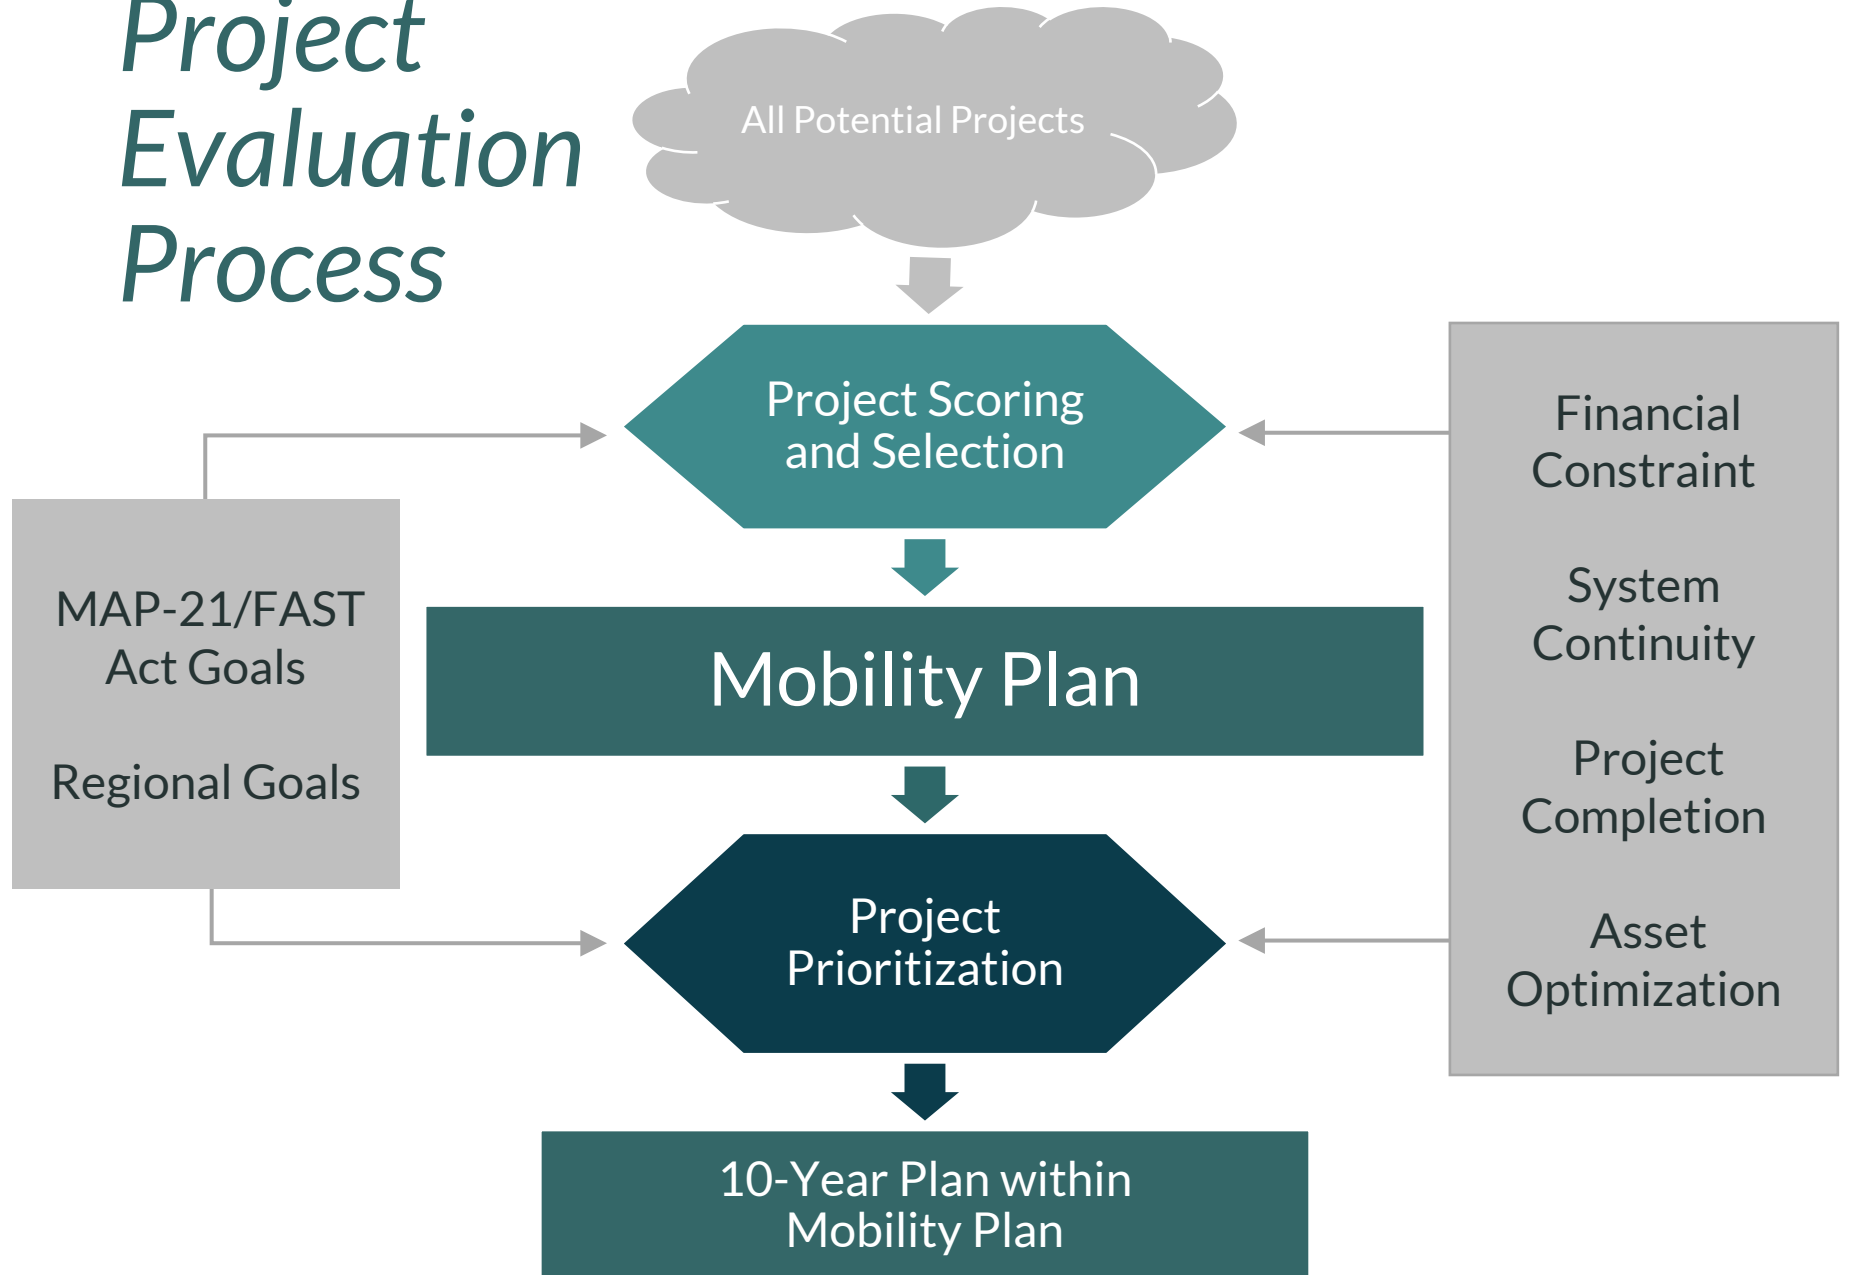 Project
Evaluation
Process
All Potential Projects
Project Scoring
and Selection
MAP-21/FAST
Act Goals
Regional Goals
Mobility Plan
Project
Prioritization
10-Year Plan within
Mobility Plan
Financial
Constraint
System
Continuity
Project
Completion
Asset
Optimization